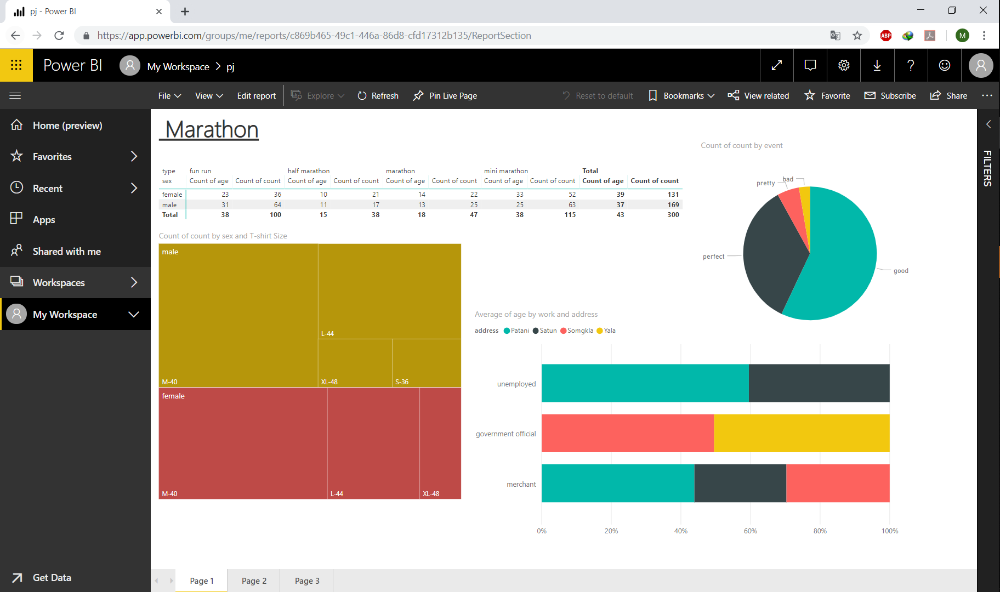 pj - Power BI
https://app.powerbi.com/groups/me/reports/c869b465-49c1-446a-86d8-cfd17312b135/ReportSection
ABP
M
Power BI
My Workspace > pj
?
File View Edit report Explore Refresh Pin Live Page Reset to default Bookmarks View related Favorite Subscribe Share
Home (preview)
Favorites
Recent
Apps
Shared with me
Workspaces
My Workspace
Get Data
FILTERS
Marathon
type fun run half marathon marathon mini marathon Total
sex Count of age Count of count Count of age Count of count Count of age Count of count Count of age Count of count Count of age Count of count
female 23 36 10 21 14 22 33 52 39 131
male 31 64 11 17 13 25 25 63 37 169
Total 38 100 15 38 18 47 38 115 43 300
Count of count by event
pretty
bad
perfect
good
Count of count by sex and T-shirt Size
male
L-44
M-40
XL-48
S-36
female
M-40
L-44
XL-48
Average of age by work and address
address Patani Satun Somgkla Yala
unemployed
government official
merchant
0% 20% 40% 60% 80% 100%
Page 1 Page 2 Page 3